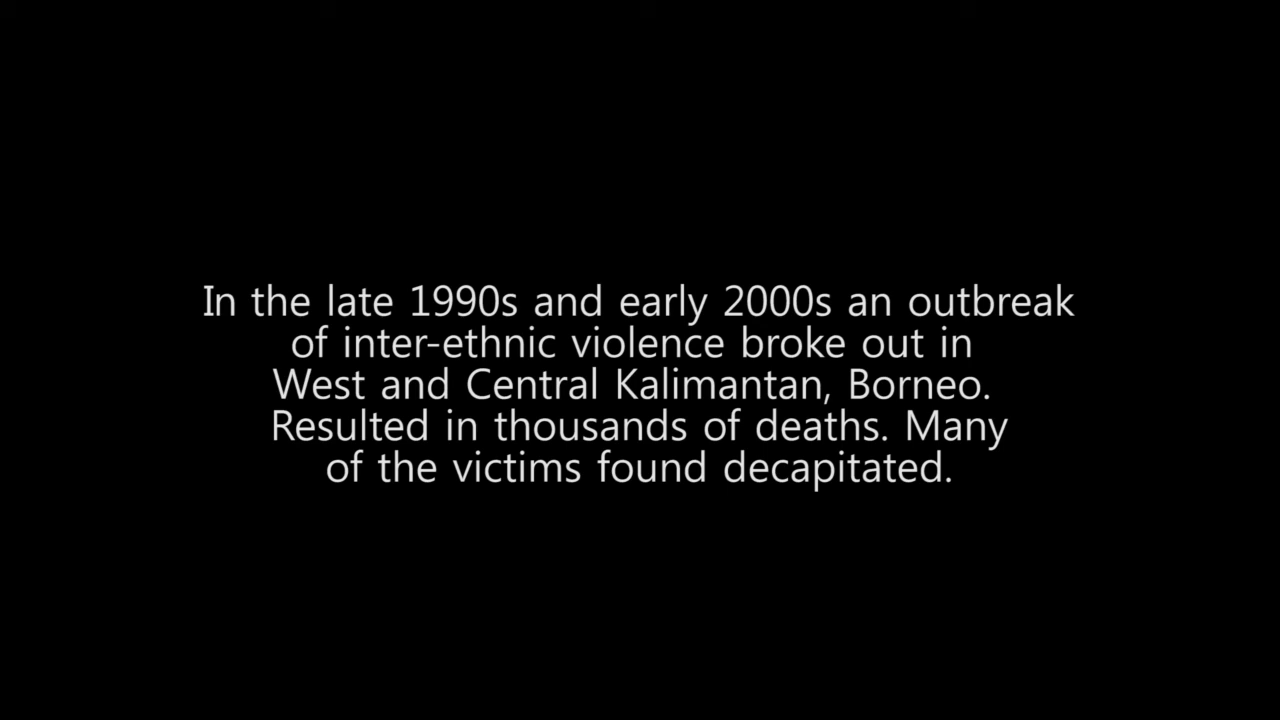 In the late 1990s and early 2000s an outbreak
of inter-ethnic violence broke out in
West and Central Kalimantan, Borneo.
Resulted in thousands of deaths. Many
of the victims found decapitated.